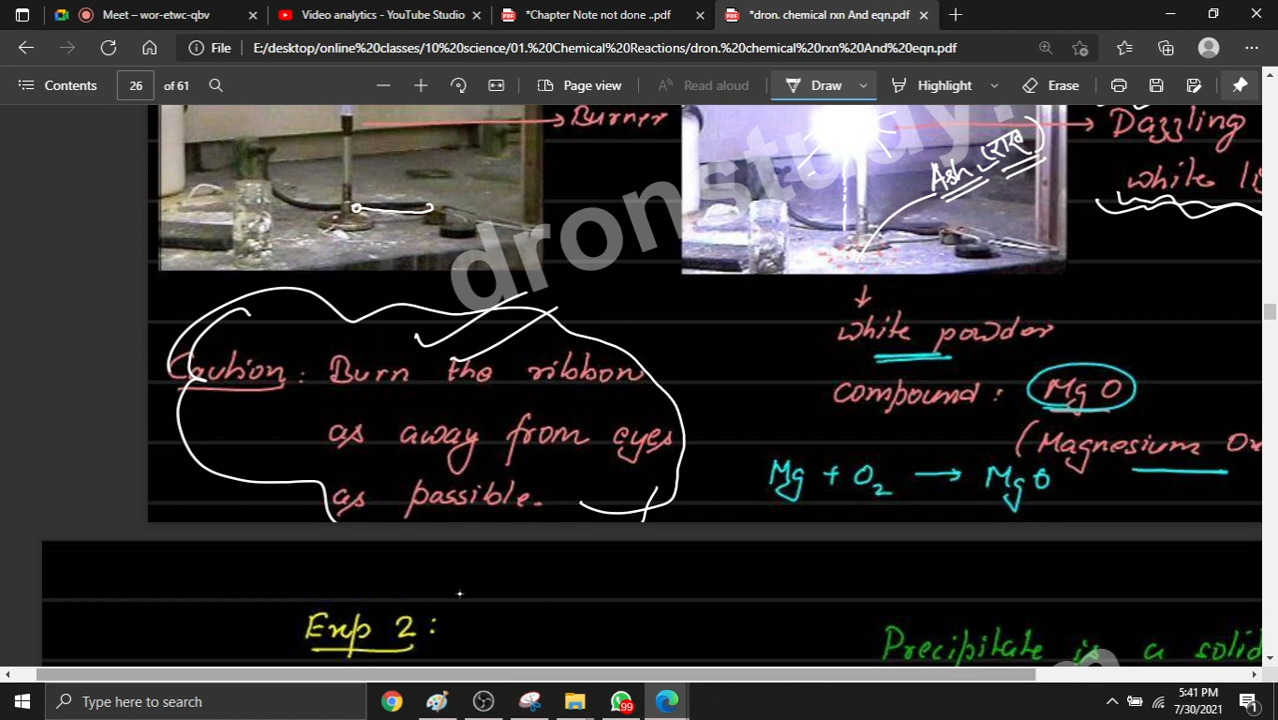 Meet – wor-etwc-qbv
Video analytics - YouTube Studio
*Chapter Note not done ..pdf
*dron. chemical rxn And eqn.pdf
File
E:/desktop/online%20classes/10%20science/01.%20Chemical%20Reactions/dron.%20chemical%20rxn%20And%20eqn.pdf
Contents
26 of 61
Page view
Read aloud
Draw
Highlight
Erase
Burner
Dazzling
white li
Ash (राख)
dronstudy.
white powder
Caution: Burn the ribbon
as away from eyes
as passible.
Compound: MgO
(Magnesium Ox
Mg + O2 → MgO
Exp 2:
Precipitate is a solid
Type here to search
99
5:41 PM
7/30/2021
1